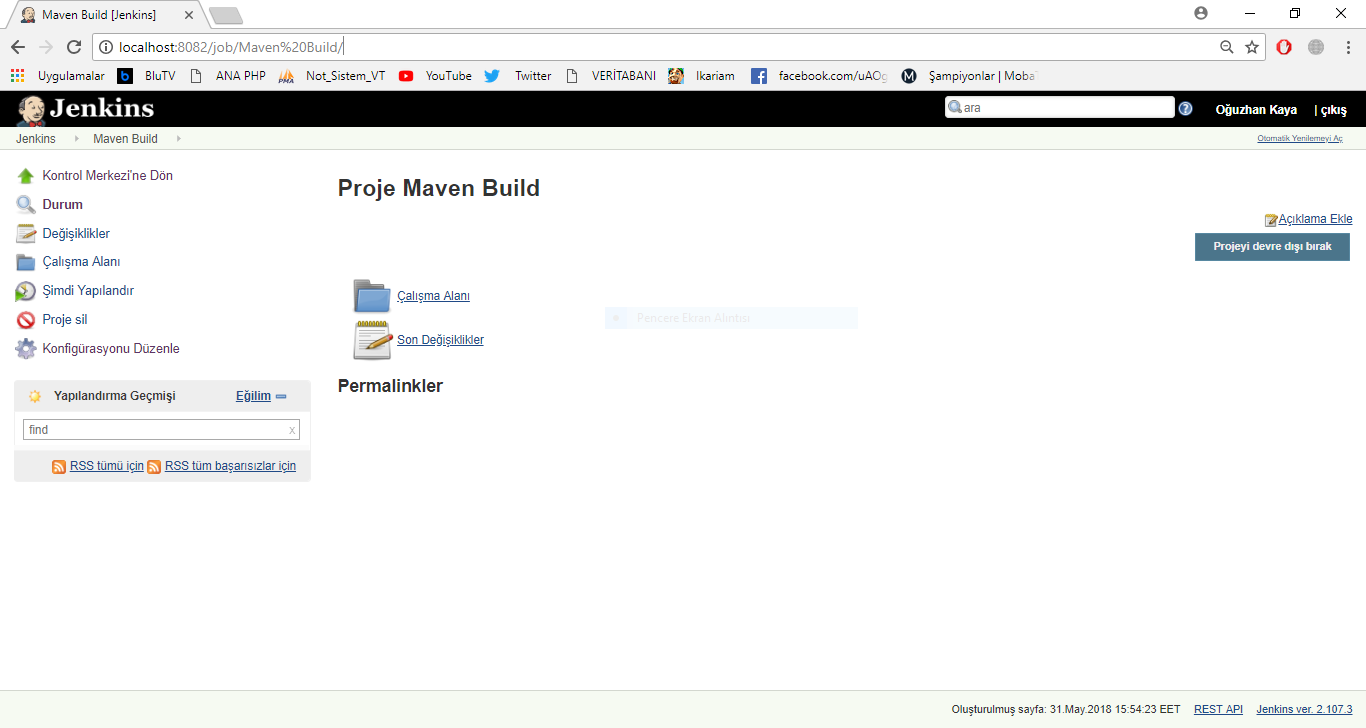 Maven Build [Jenkins]
localhost:8082/job/Maven%20Build/
Uygulamalar b BluTV ANA PHP PMA Not_Sistem_VT YouTube Twitter VERİTABANI Ikariam facebook.com/uAOg M Şampiyonlar | Moba
Jenkins ara ? Oğuzhan Kaya | çıkış
Jenkins Maven Build Otomatik Yenilemeyi Aç
Kontrol Merkezi'ne Dön
Durum
Değişiklikler
Çalışma Alanı
Şimdi Yapılandır
Proje sil
Konfigürasyonu Düzenle
Yapılandırma Geçmişi Eğilim
find x
RSS tümü için RSS tüm başarısızlar için
Proje Maven Build
Açıklama Ekle
Projeyi devre dışı bırak
Çalışma Alanı
Pencere Ekran Alıntısı
Son Değişiklikler
Permalinkler
Oluşturulmuş sayfa: 31.May.2018 15:54:23 EET REST API Jenkins ver. 2.107.3